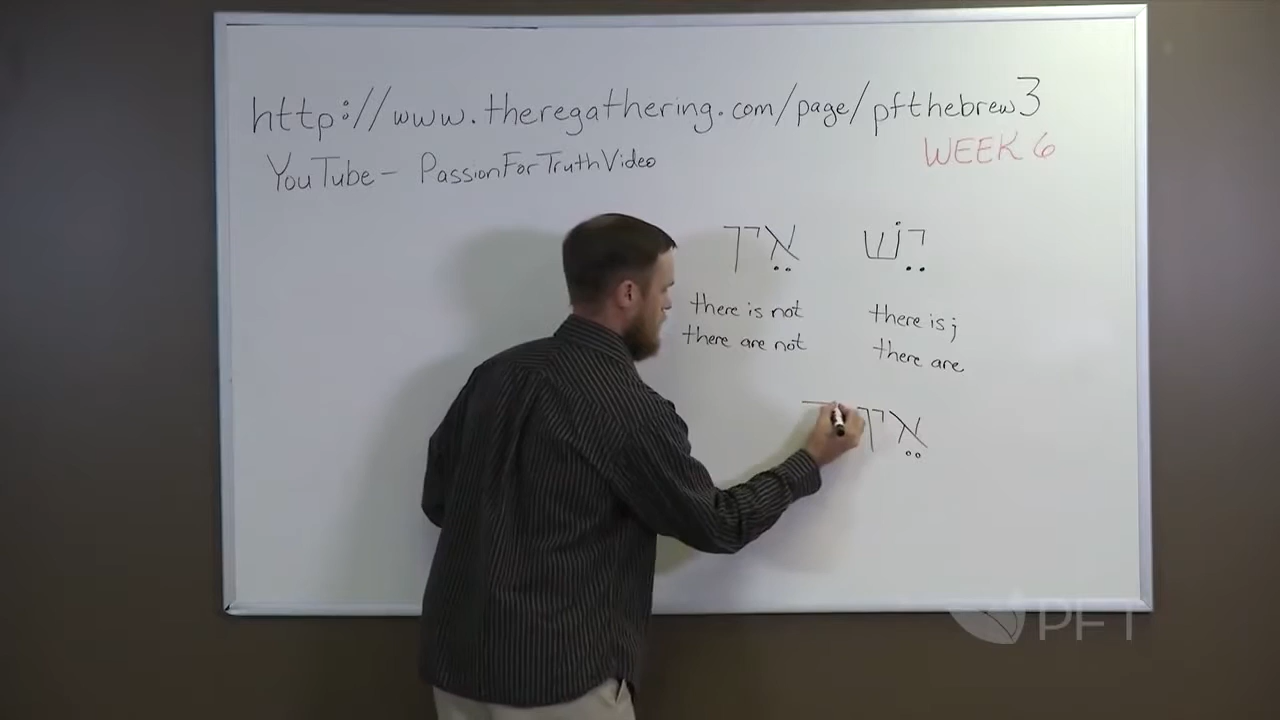 http://www.theregathering.com/page/pfthebrew3
WEEK 6
YouTube- PassionForTruthVideo
אֵין יֵשׁ
there is not there is;
there are not there are
אֵין
PFT